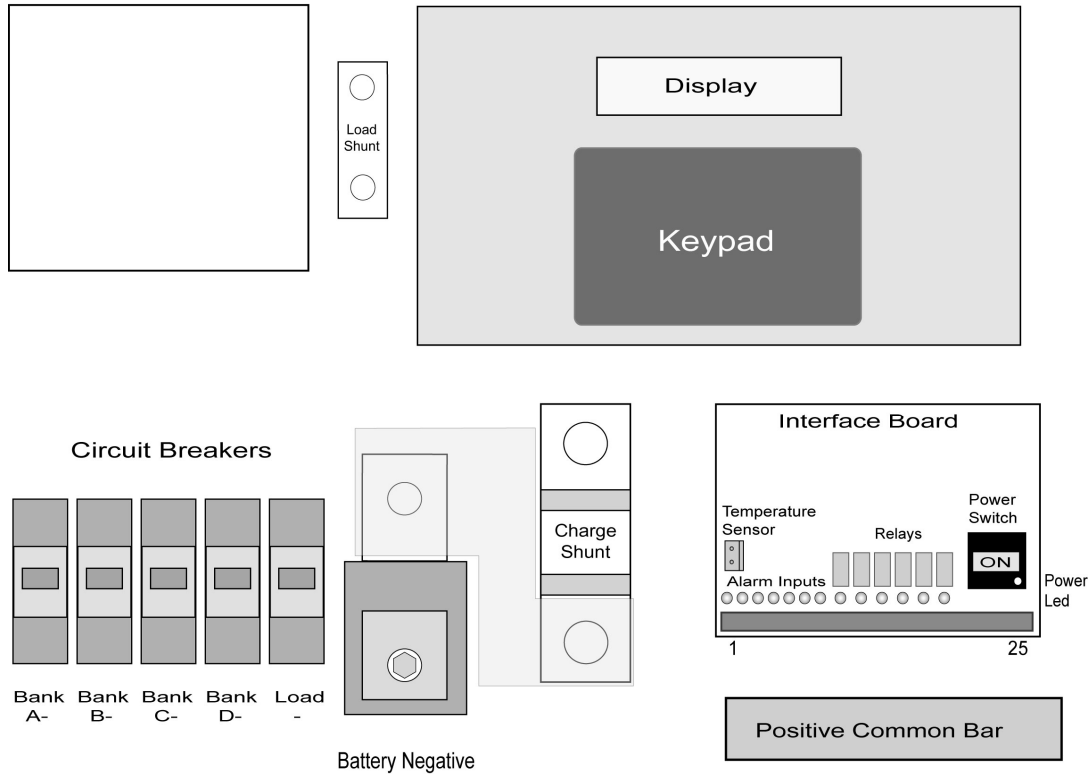 Display
Load
Shunt
Keypad
Circuit Breakers
Bank
A-
Bank
B-
Bank
C-
Bank
D-
Load
-
Battery Negative
Charge
Shunt
Interface Board
Temperature
Sensor
Relays
Power
Switch
ON
Alarm Inputs
Power
Led
1
25
Positive Common Bar